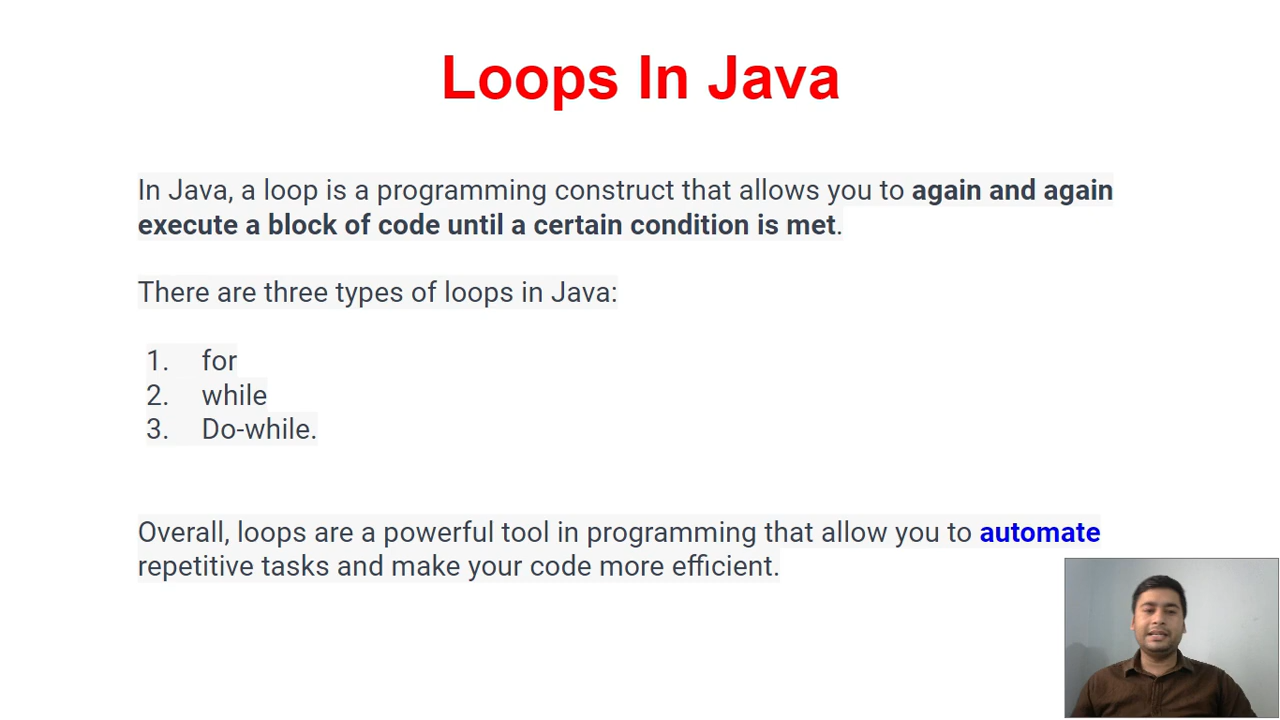 Loops In Java
In Java, a loop is a programming construct that allows you to again and again
execute a block of code until a certain condition is met.
There are three types of loops in Java:
1. for
2. while
3. Do-while.
Overall, loops are a powerful tool in programming that allow you to automate
repetitive tasks and make your code more efficient.